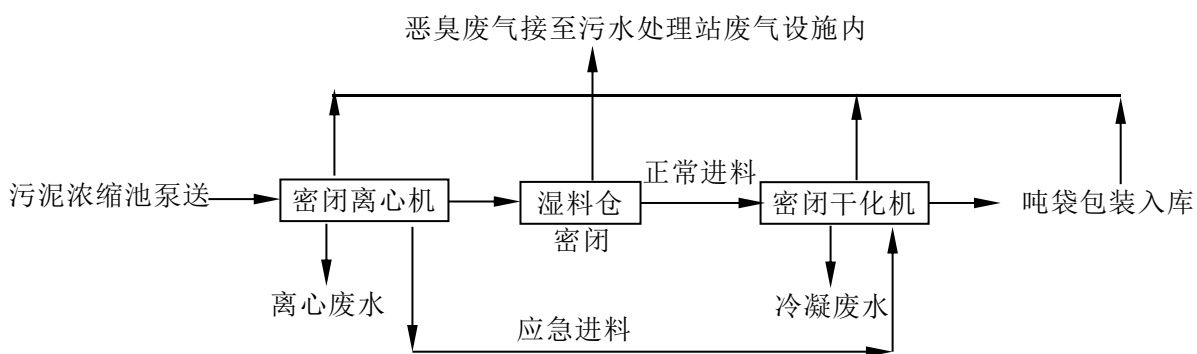 恶臭废气接至污水处理站废气设施内
正常进料
污泥浓缩池泵送
密闭离心机
湿料仓
密闭干化机
吨袋包装入库
密闭
离心废水
冷凝废水
应急进料